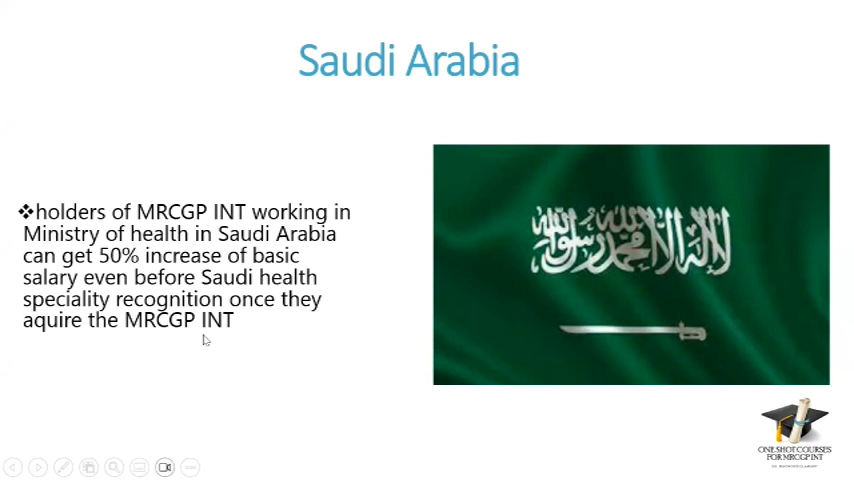 Saudi Arabia
❖holders of MRCGP INT working in
Ministry of health in Saudi Arabia
can get 50% increase of basic
salary even before Saudi health
speciality recognition once they
aquire the MRCGP INT
لا إله إلا الله محمد رسول الله
ONE SHOT COURSES
FOR MRCGP INT